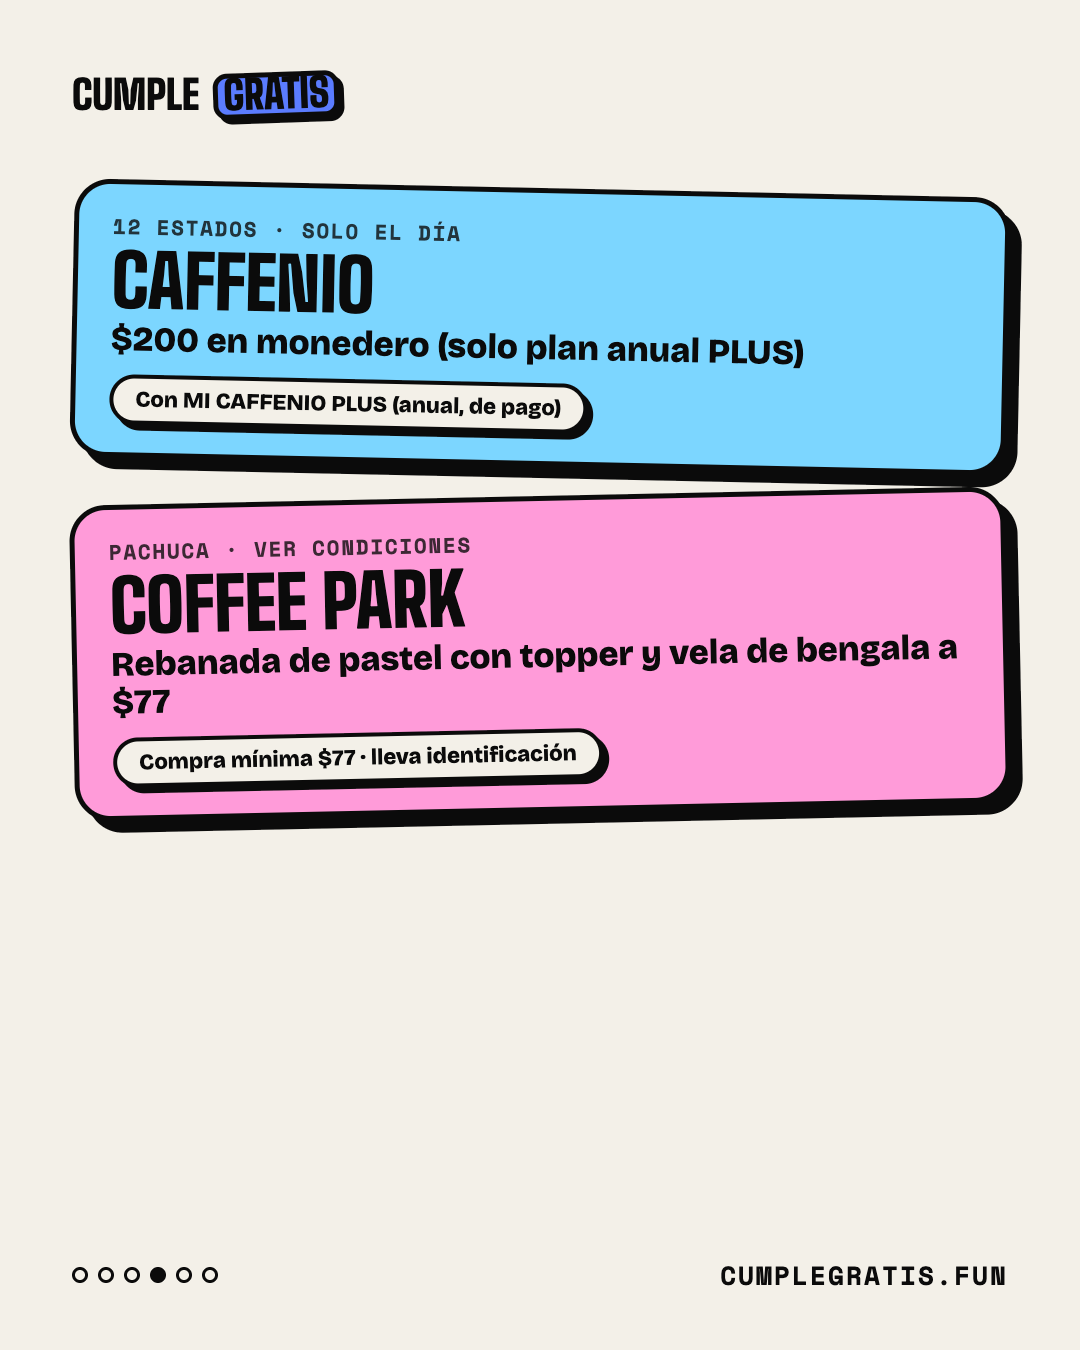 CUMPLE GRATIS
12 ESTADOS · SOLO EL DÍA
CAFFENIO
$200 en monedero (solo plan anual PLUS)
Con MI CAFFENIO PLUS (anual, de pago)
PACHUCA · VER CONDICIONES
COFFEE PARK
Rebanada de pastel con topper y vela de bengala a
$77
Compra mínima $77 · lleva identificación
CUMPLEGRATIS.FUN